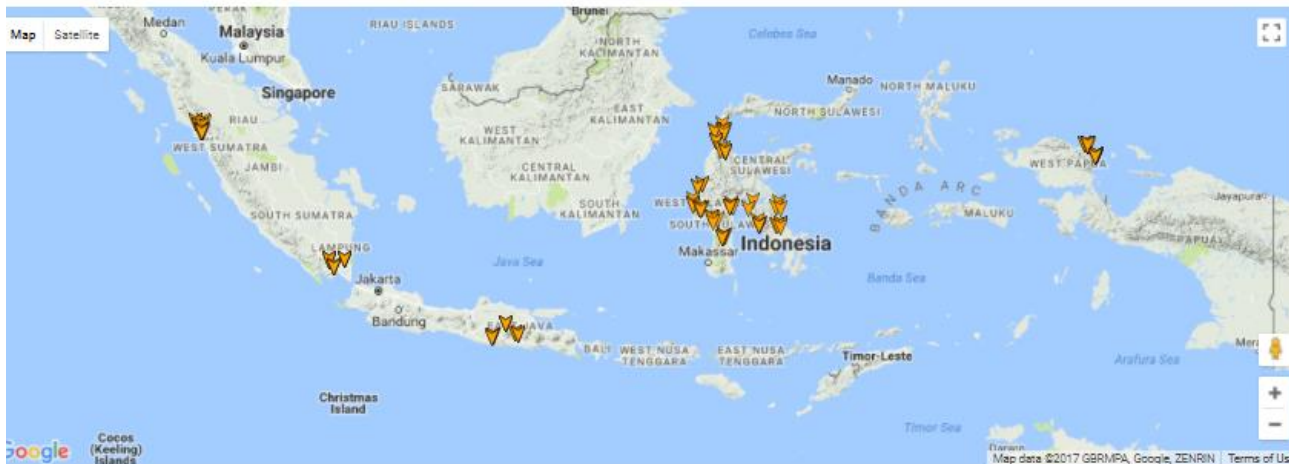 Brunei
Medan
Malaysia
Kuala Lumpur
RIAU ISLANDS
NORTH
KALIMANTAN
Celebes Sea
Map
Satellite
SARAWAK
Singapore
EAST
KALIMANTAN
Manado
NORTH MALUKU
NORTH SULAWESI
RIAU
WEST
KALIMANTAN
WEST SUMATRA
JAMBI
CENTRAL
KALIMANTAN
CENTRAL
SULAWESI
WEST PAPUA
BANDA ARC
SOUTH SUMATRA
SOUTH
KALIMANTAN
MALUKU
Jayapura
LAMPUNG
Makassar
Indonesia
PAPUA
Java Sea
Banda Sea
Jakarta
Bandung
BALI
WEST NUSA
TENGGARA
EAST NUSA
TENGGARA
Timor-Leste
Arafura Sea
Christmas
Island
Timor Sea
Cocos
(Keeling)
Islands
Google
Darwin
Map data ©2017 GBRMPA, Google, ZENRIN
Terms of Us